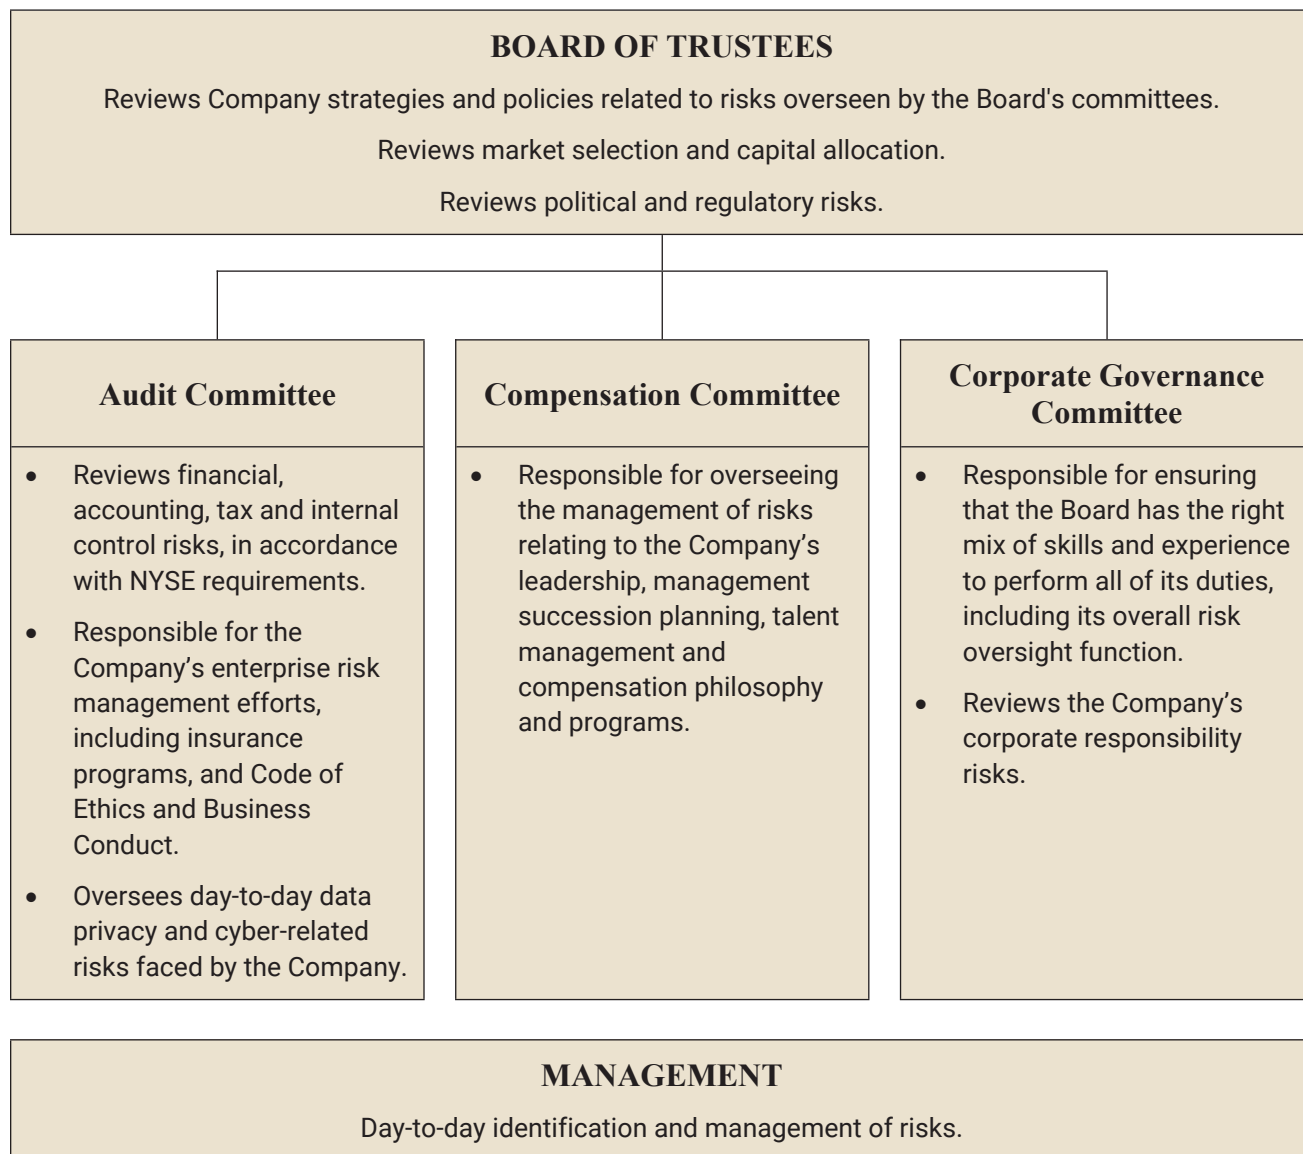 BOARD OF TRUSTEES
Reviews Company strategies and policies related to risks overseen by the Board's committees.
Reviews market selection and capital allocation.
Reviews political and regulatory risks.
Audit Committee
• Reviews financial,
accounting, tax and internal
control risks, in accordance
with NYSE requirements.
• Responsible for the
Company’s enterprise risk
management efforts,
including insurance
programs, and Code of
Ethics and Business
Conduct.
• Oversees day-to-day data
privacy and cyber-related
risks faced by the Company.
Compensation Committee
• Responsible for overseeing
the management of risks
relating to the Company’s
leadership, management
succession planning, talent
management and
compensation philosophy
and programs.
Corporate Governance
Committee
• Responsible for ensuring
that the Board has the right
mix of skills and experience
to perform all of its duties,
including its overall risk
oversight function.
• Reviews the Company’s
corporate responsibility
risks.
MANAGEMENT
Day-to-day identification and management of risks.